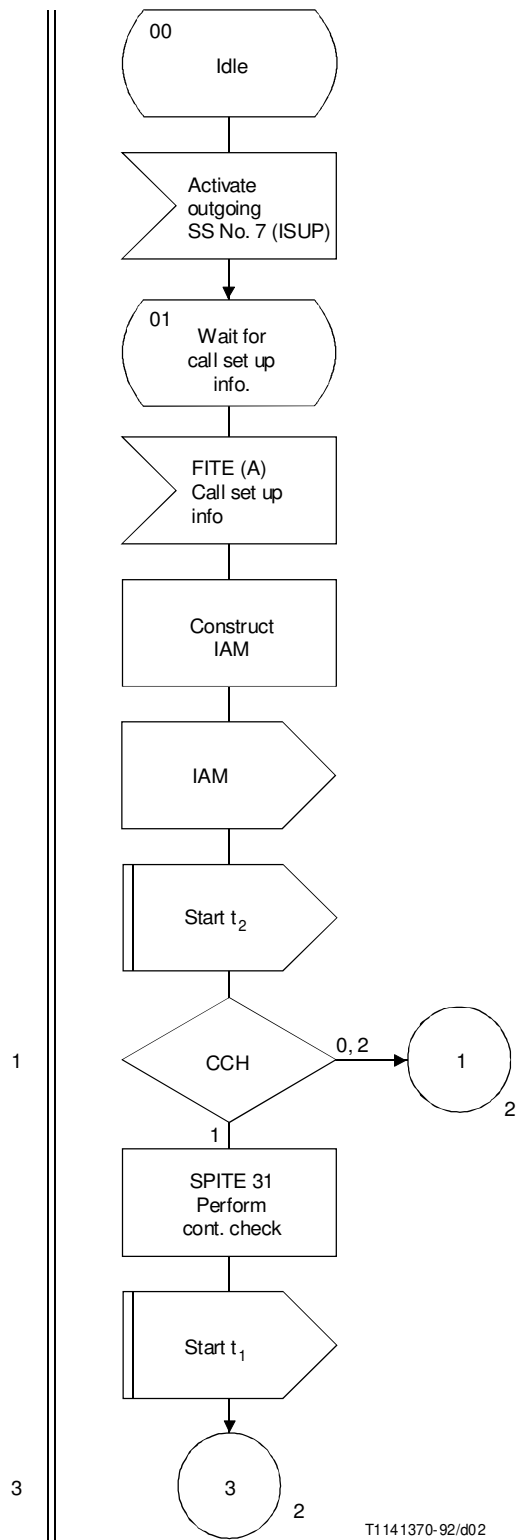 00
Idle
Activate
outgoing
SS No. 7 (ISUP)
01
Wait for
call set up
info.
FITE (A)
Call set up
info
Construct
IAM
IAM
Start t2
1
CCH
0, 2
1
2
1
SPITE 31
Perform
cont. check
Start t1
3
3
2
T1141370-92/d02